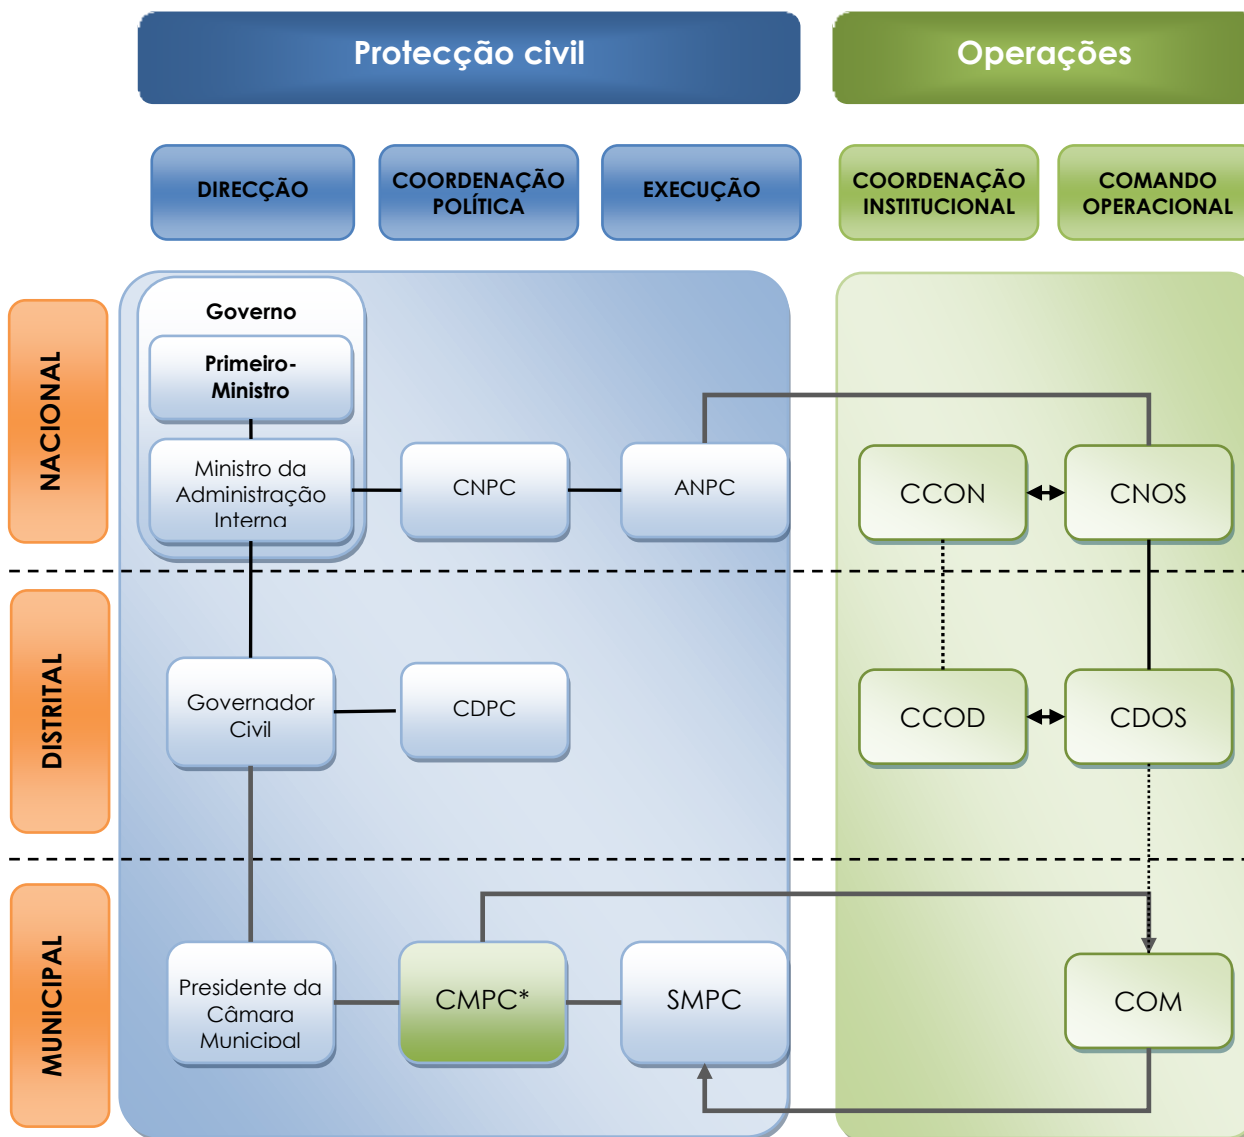 Protecção civil
Operações
DIRECÇÃO
COORDENAÇÃO
POLÍTICA
EXECUÇÃO
COORDENAÇÃO
INSTITUCIONAL
COMANDO
OPERACIONAL
NACIONAL
Governo
Primeiro-
Ministro
Ministro da
Administração
Interna
CNPC
ANPC
CCON
CNOS
DISTRITAL
Governador
Civil
CDPC
CCOD
CDOS
MUNICIPAL
Presidente da
Câmara
Municipal
CMPC*
SMPC
COM